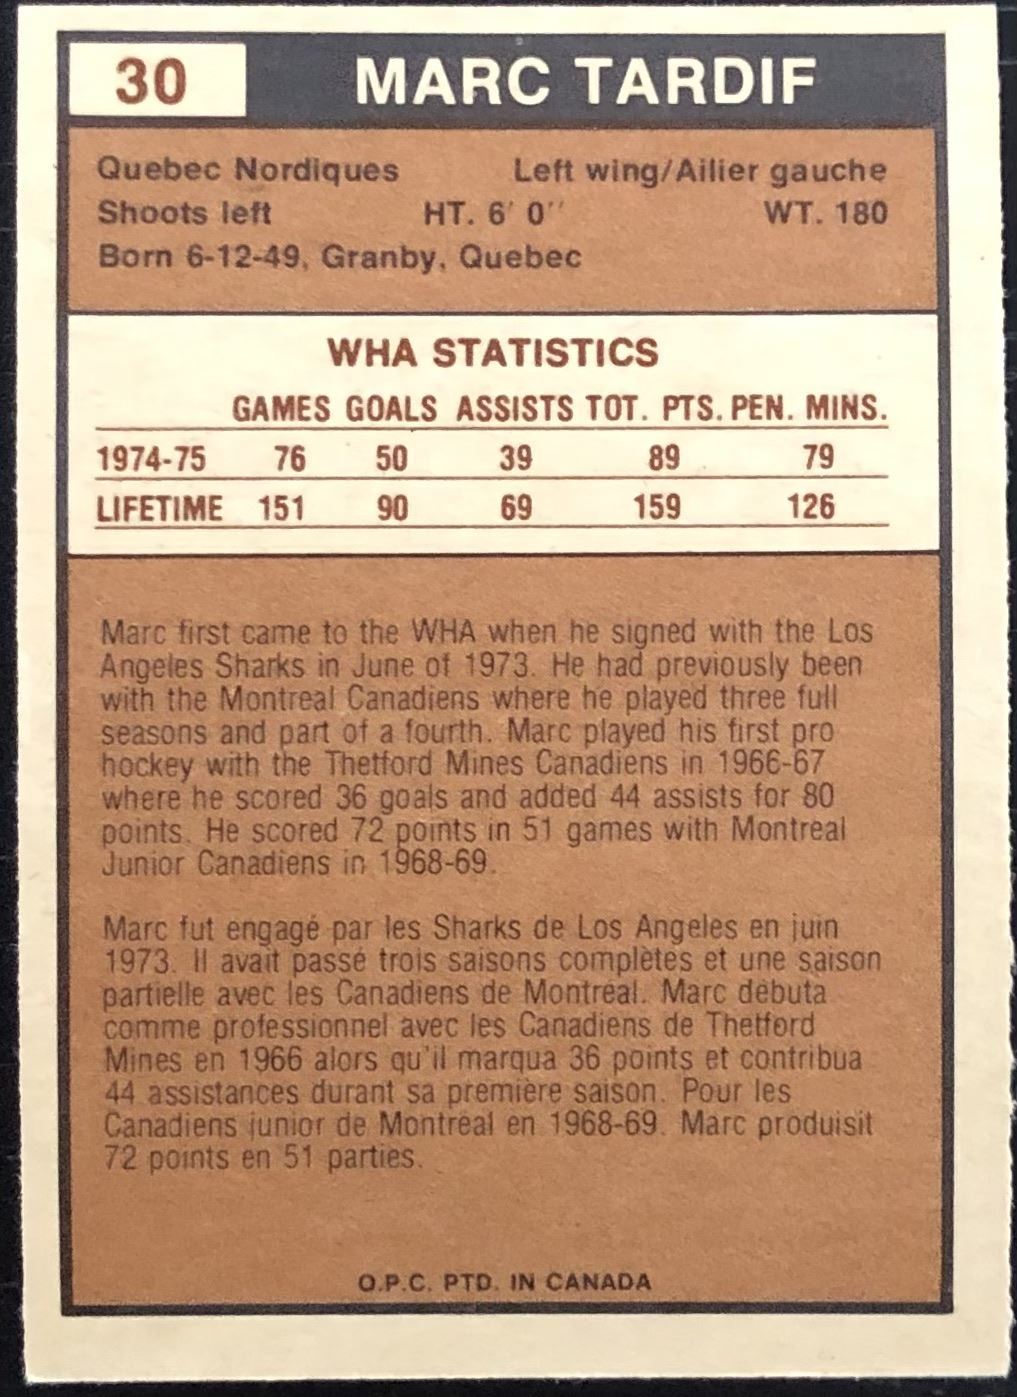 30 MARC TARDIF
Quebec Nordiques Left wing/Ailier gauche
Shoots left HT. 6' 0'' WT. 180
Born 6-12-49, Granby, Quebec
WHA STATISTICS
GAMES GOALS ASSISTS TOT. PTS. PEN. MINS.
1974-75 76 50 39 89 79
LIFETIME 151 90 69 159 126
Marc first came to the WHA when he signed with the Los
Angeles Sharks in June of 1973. He had previously been
with the Montreal Canadiens where he played three full
seasons and part of a fourth. Marc played his first pro
hockey with the Thetford Mines Canadiens in 1966-67
where he scored 36 goals and added 44 assists for 80
points. He scored 72 points in 51 games with Montreal
Junior Canadiens in 1968-69.
Marc fut engagé par les Sharks de Los Angeles en juin
1973. Il avait passé trois saisons complètes et une saison
partielle avec les Canadiens de Montréal. Marc débuta
comme professionnel avec les Canadiens de Thetford
Mines en 1966 alors qu'il marqua 36 points et contribua
44 assistances durant sa première saison. Pour les
Canadiens junior de Montréal en 1968-69. Marc produisit
72 points en 51 parties.
O.P.C. PTD. IN CANADA